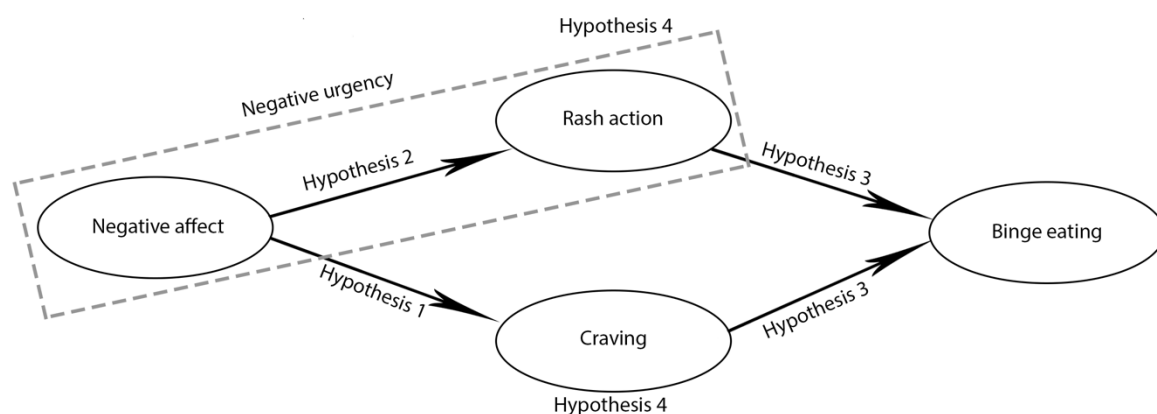 Hypothesis 4
Negative urgency
Rash action
Hypothesis 2
Hypothesis 3
Negative affect
Binge eating
Hypothesis 1
Hypothesis 3
Craving
Hypothesis 4